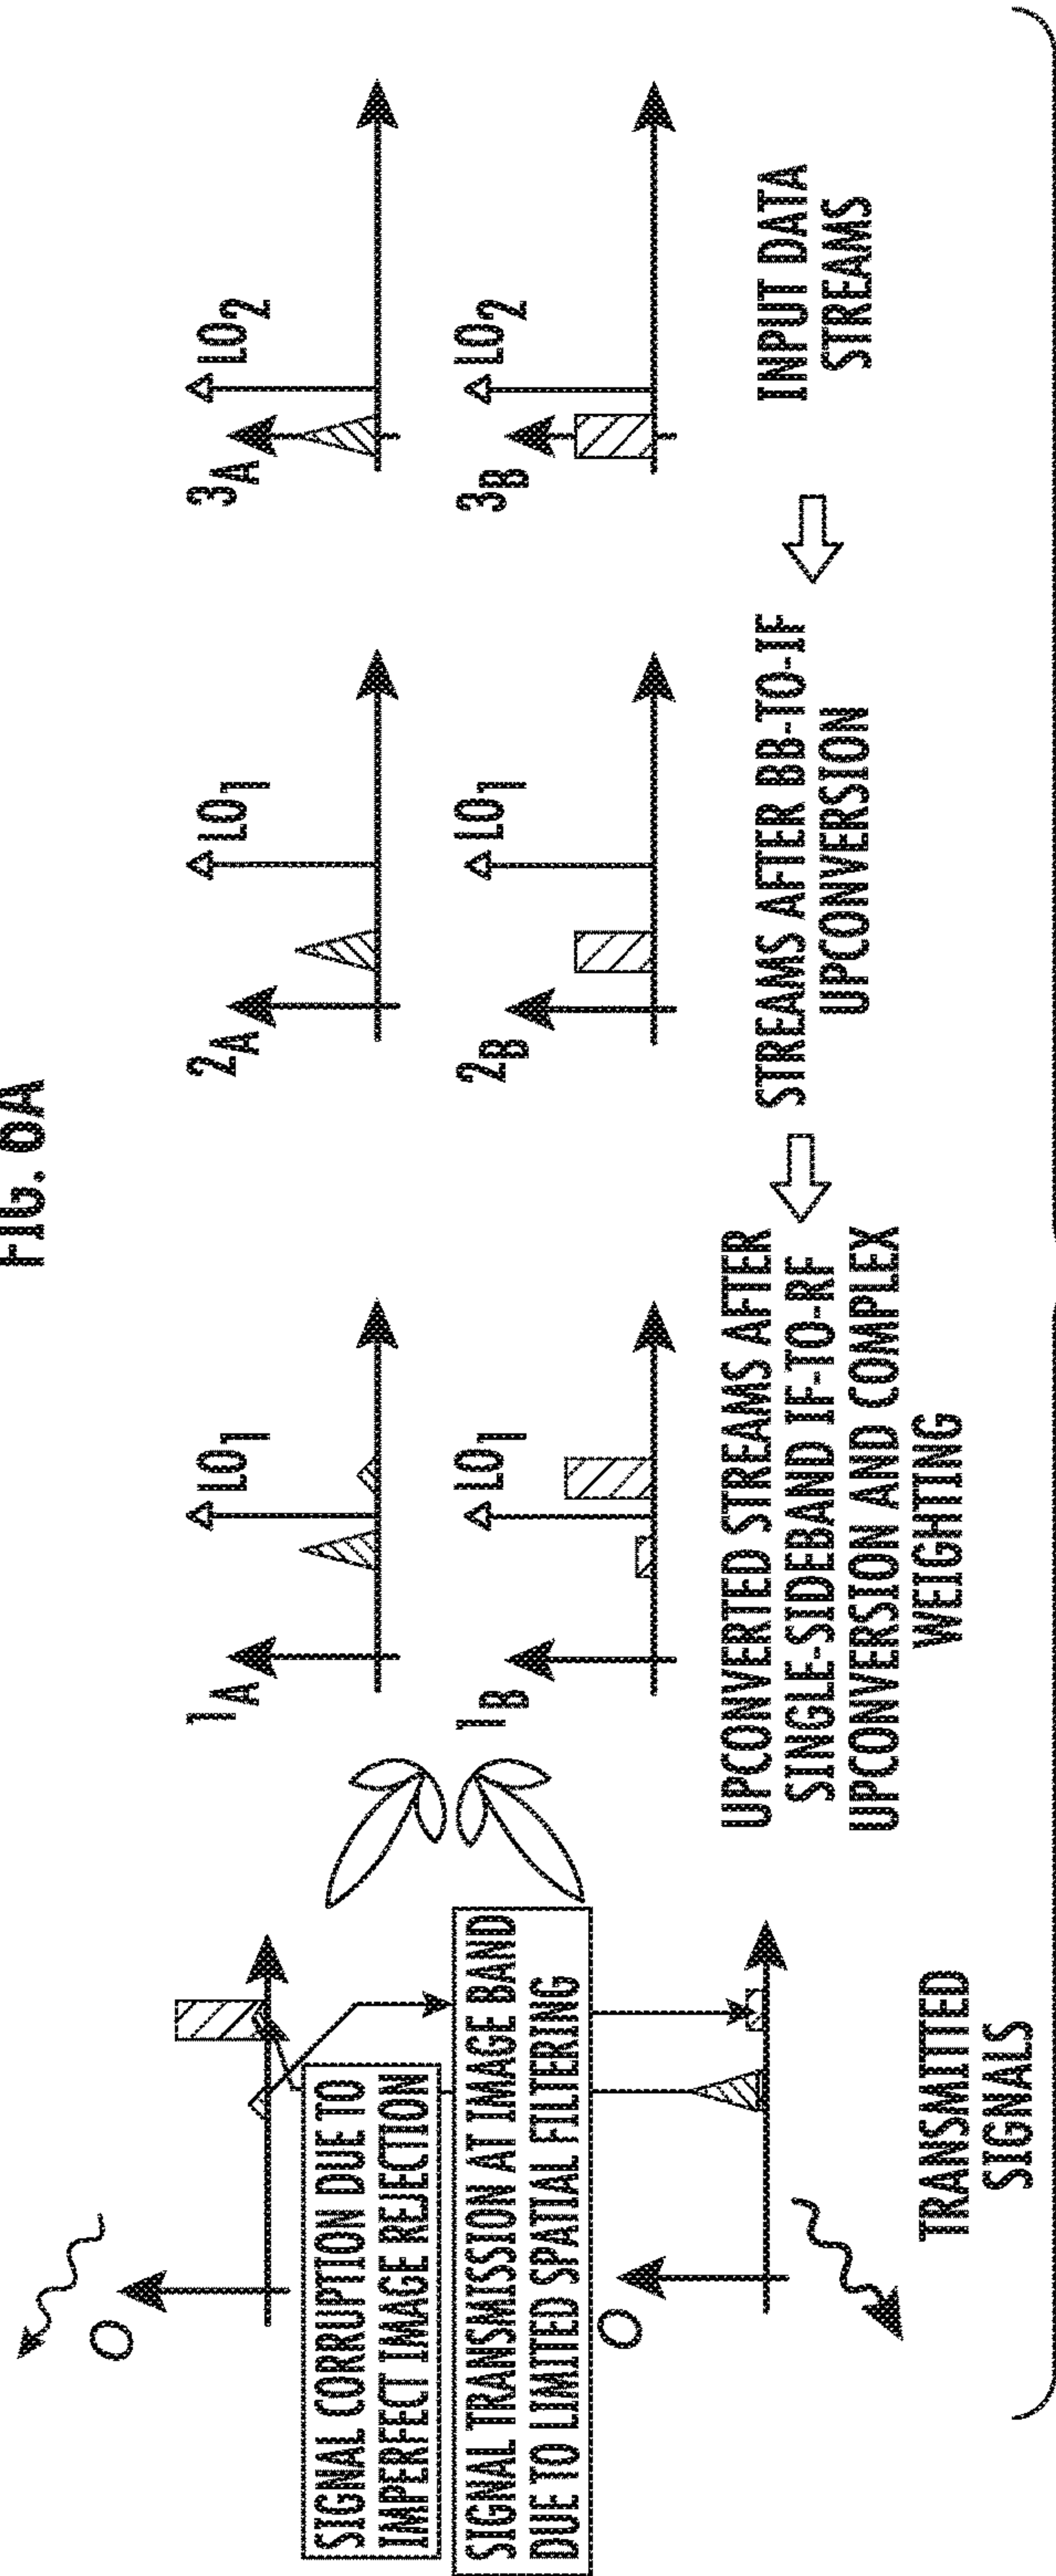 FIG. 6A
O
SIGNAL CORRUPTION DUE TO
IMPERFECT IMAGE REJECTION
SIGNAL TRANSMISSION AT IMAGE BAND
DUE TO LIMITED SPATIAL FILTERING
O
TRANSMITTED
SIGNALS
1A
LO1
1B
LO1
UPCONVERTED STREAMS AFTER
SINGLE-SIDEBAND IF-TO-RF
UPCONVERSION AND COMPLEX
WEIGHTING
2A
LO1
2B
LO1
STREAMS AFTER BB-TO-IF
UPCONVERSION
3A
LO2
3B
LO2
INPUT DATA
STREAMS